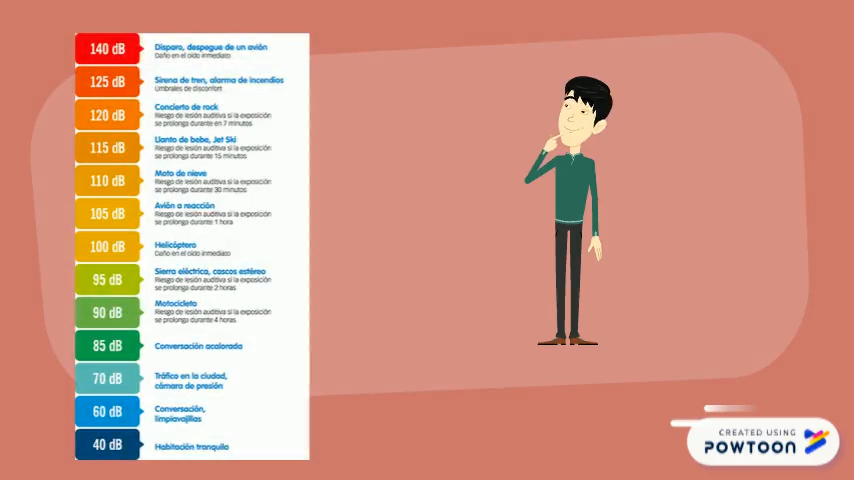 140 dB
Disparo, despegue de un avión
Daño en el oído inmediato
125 dB
Sirena de tren, alarma de incendios
Umbrales de disconfort
120 dB
Concierto de rock
Riesgo de lesión auditiva si la exposición
se prolonga durante en 7 minutos
115 dB
Llanto de bebe, Jet Ski
Riesgo de lesión auditiva si la exposición
se prolonga durante 15 minutos
110 dB
Moto de nieve
Riesgo de lesión auditiva si la exposición
se prolonga durante 30 minutos
105 dB
Avión a reacción
Riesgo de lesión auditiva si la exposición
se prolonga durante 1 hora
100 dB
Helicóptero
Daño en el oído inmediato
95 dB
Sierra eléctrica, cascos estéreo
Riesgo de lesión auditiva si la exposición
se prolonga durante 2 horas
90 dB
Motocicleta
Riesgo de lesión auditiva si la exposición
se prolonga durante 4 horas
85 dB
Conversación acalorada
70 dB
Tráfico en la ciudad,
cámara de presión
60 dB
Conversación,
limpiavajillas
40 dB
Habitación tranquila
CREATED USING
POWTOON